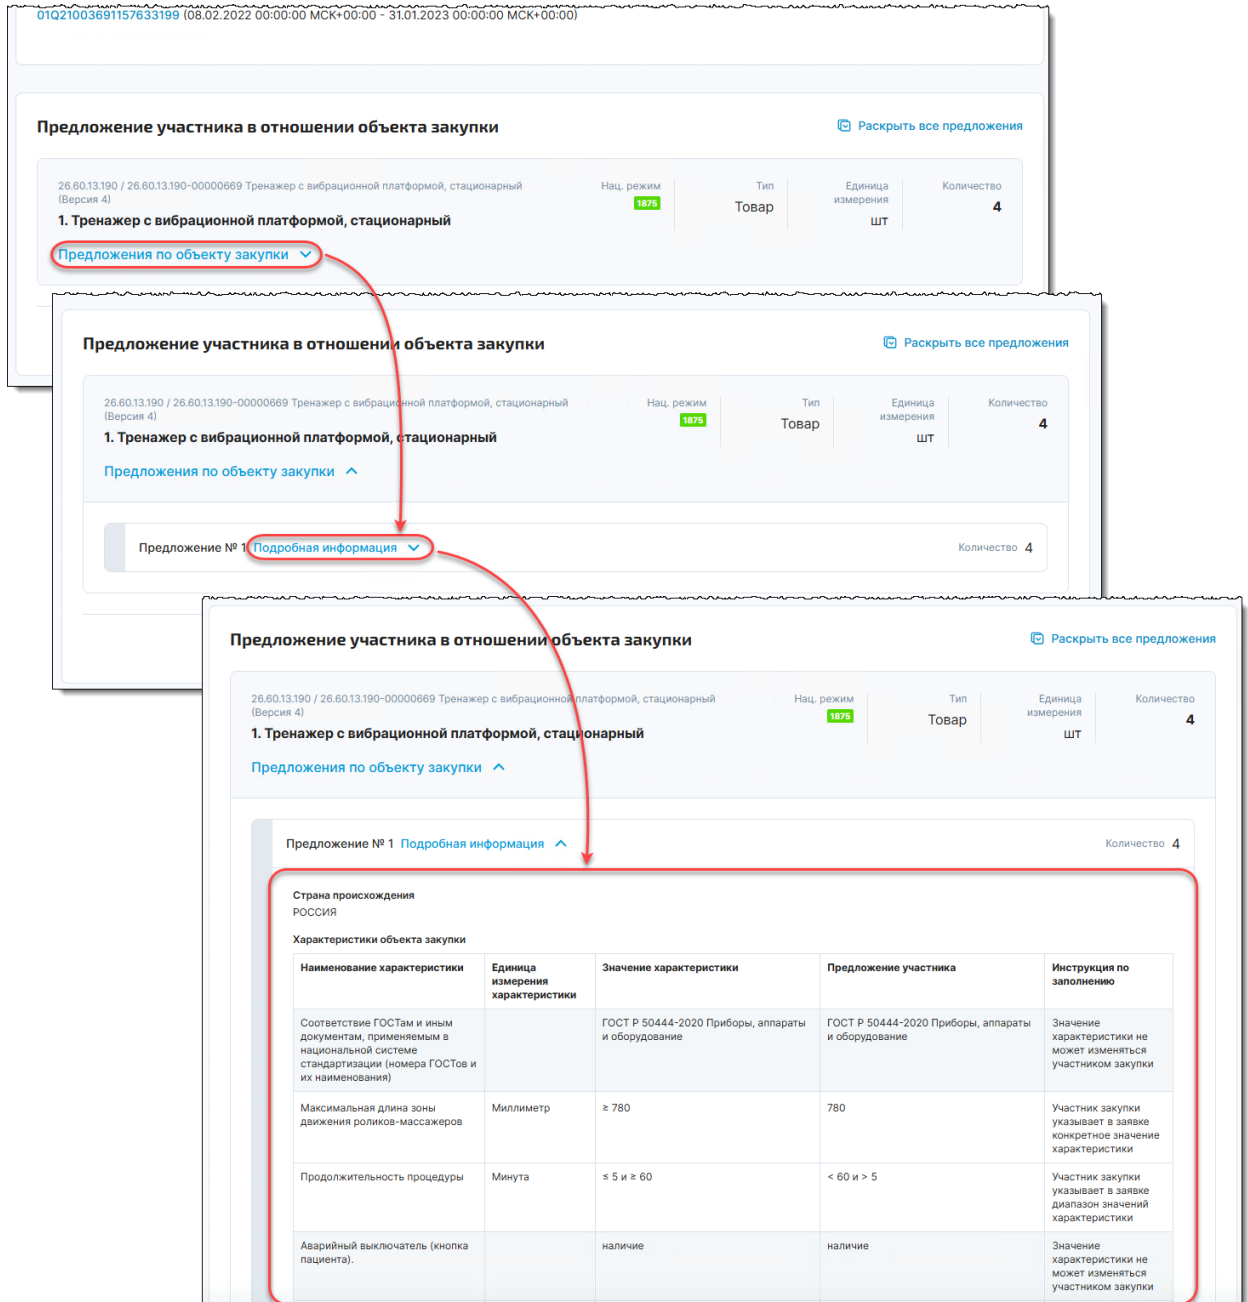 01Q21003691157633199 (08.02.2022 00:00:00 МСК+00:00 - 31.01.2023 00:00:00 МСК+00:00)
Предложение участника в отношении объекта закупки
Раскрыть все предложения
26.60.13.190 / 26.60.13.190-00000669 Тренажер с вибрационной платформой, стационарный
(Версия 4)
1. Тренажер с вибрационной платформой, стационарный
Предложения по объекту закупки
Нац. режим
1875
Тип
Товар
Единица
измерения
шт
Количество
4
Предложение участника в отношении объекта закупки
Раскрыть все предложения
26.60.13.190 / 26.60.13.190-00000669 Тренажер с вибрационной платформой, стационарный
(Версия 4)
1. Тренажер с вибрационной платформой, стационарный
Предложения по объекту закупки
Нац. режим
1875
Тип
Товар
Единица
измерения
шт
Количество
4
Предложение № 1 Подробная информация
Количество 4
Предложение участника в отношении объекта закупки
Раскрыть все предложения
26.60.13.190 / 26.60.13.190-00000669 Тренажер с вибрационной платформой, стационарный
(Версия 4)
1. Тренажер с вибрационной платформой, стационарный
Предложения по объекту закупки
Нац. режим
1875
Тип
Товар
Единица
измерения
шт
Количество
4
Предложение № 1 Подробная информация
Количество 4
Страна происхождения
РОССИЯ
Характеристики объекта закупки
Наименование характеристики
Единица
измерения
характеристики
Значение характеристики
Предложение участника
Инструкция по
заполнению
Соответствие ГОСТам и иным
документам, применяемым в
национальной системе
стандартизации (номера ГОСТов и
их наименования)
ГОСТ Р 50444-2020 Приборы, аппараты
и оборудование
ГОСТ Р 50444-2020 Приборы, аппараты
и оборудование
Значение
характеристики не
может изменяться
участником закупки
Максимальная длина зоны
движения роликов-массажеров
Миллиметр
≥ 780
780
Участник закупки
указывает в заявке
конкретное значение
характеристики
Продолжительность процедуры
Минута
≤ 5 и ≥ 60
< 60 и > 5
Участник закупки
указывает в заявке
диапазон значений
характеристики
Аварийный выключатель (кнопка
пациента).
наличие
наличие
Значение
характеристики не
может изменяться
участником закупки